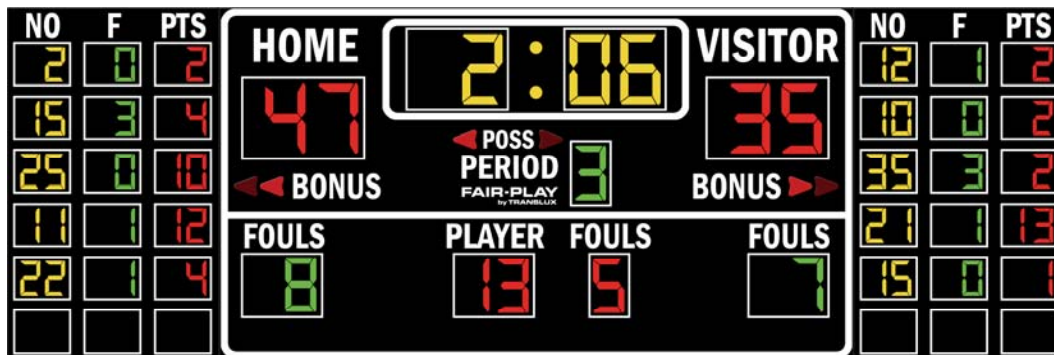 NO F PTS HOME 2:06 VISITOR NO F PTS
2 0 2 47 35 12 1 2
15 3 4 POSS 10 0 2
25 0 10 BONUS PERIOD 3 BONUS 35 3 2
FAIR-PLAY
by TRANS-LUX
11 1 12 FOULS PLAYER FOULS FOULS 21 1 13
22 1 4 8 13 5 7 15 0 1